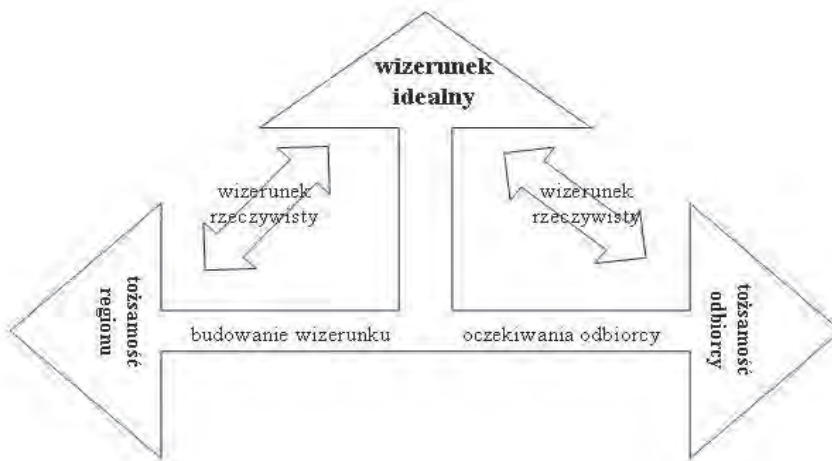 wizerunek
idealny
wizerunek
rzeczywisty
wizerunek
rzeczywisty
tożsamość
regionu
budowanie wizerunku
oczekiwania odbiorcy
tożsamość
odbiorcy